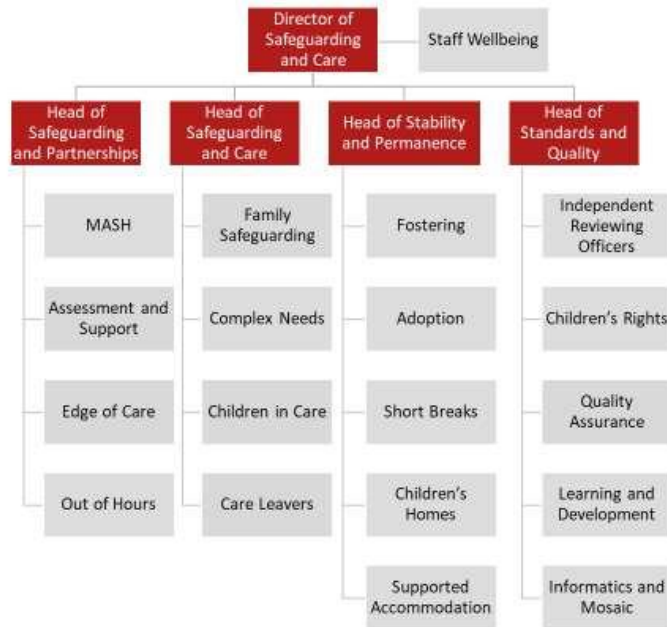 Director of
Safeguarding
and Care
Staff Wellbeing
Head of
Safeguarding
and Partnerships
Head of
Safeguarding
and Care
Head of Stability
and Permanence
Head of
Standards and
Quality
MASH
Family
Safeguarding
Fostering
Independent
Reviewing
Officers
Assessment and
Support
Complex Needs
Adoption
Children's Rights
Edge of Care
Children in Care
Short Breaks
Quality
Assurance
Out of Hours
Care Leavers
Children's
Homes
Learning and
Development
Supported
Accommodation
Informatics and
Mosaic